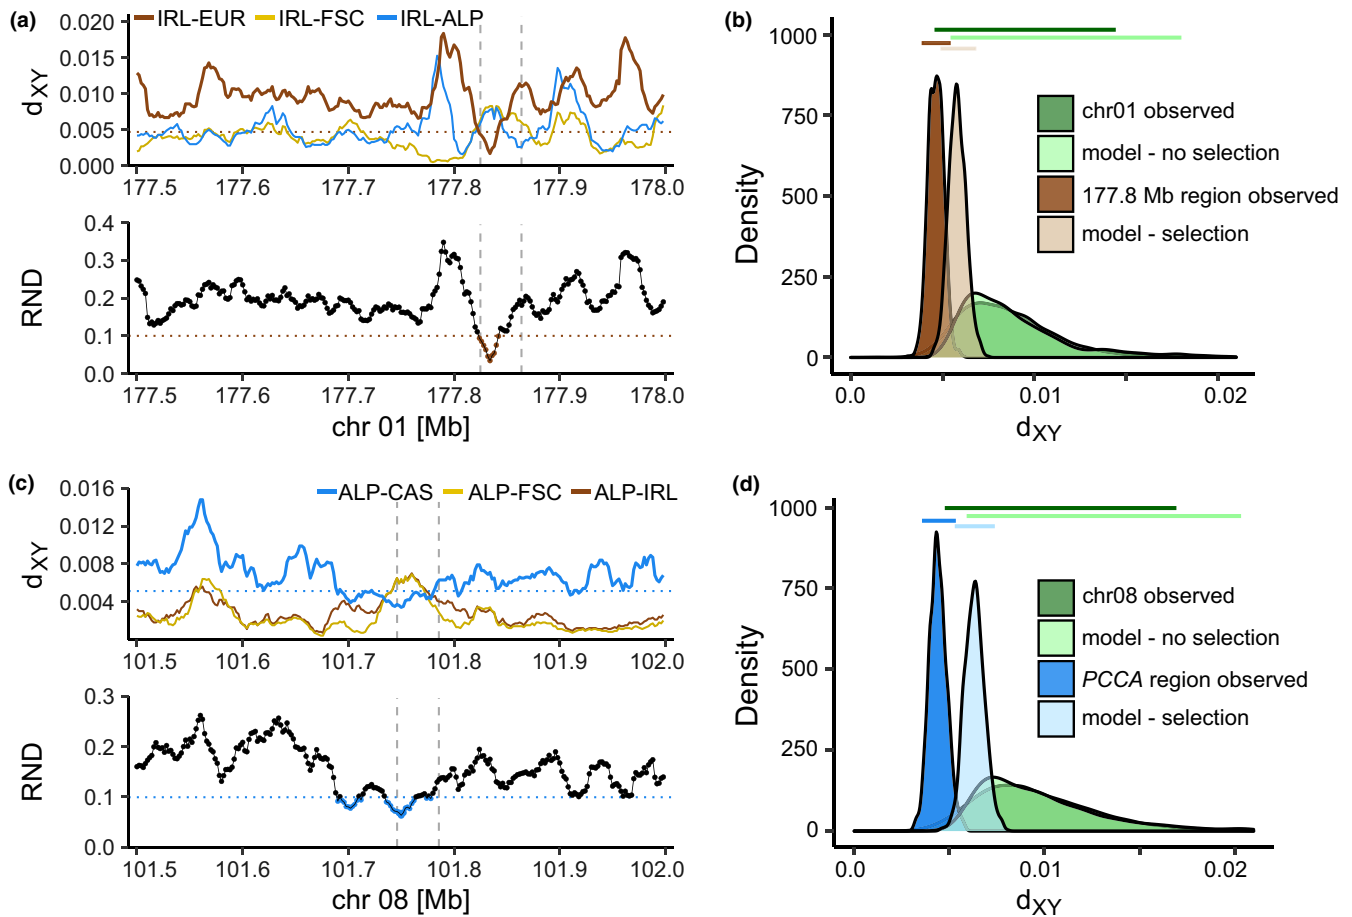 (a)
IRL-EUR IRL-FSC IRL-ALP
0.020
0.015
0.010
0.005
0.000
dXY
177.5 177.6 177.7 177.8 177.9 178.0
0.4
0.3
0.2
0.1
0.0
RND
177.5 177.6 177.7 177.8 177.9 178.0
chr 01 [Mb]
(b)
1000
750
500
250
0
Density
chr01 observed
model - no selection
177.8 Mb region observed
model - selection
0.0 0.01 0.02
dXY
(c)
ALP-CAS ALP-FSC ALP-IRL
0.016
0.012
0.008
0.004
dXY
101.5 101.6 101.7 101.8 101.9 102.0
0.3
0.2
0.1
0.0
RND
101.5 101.6 101.7 101.8 101.9 102.0
chr 08 [Mb]
(d)
1000
750
500
250
0
Density
chr08 observed
model - no selection
PCCA region observed
model - selection
0.0 0.01 0.02
dXY